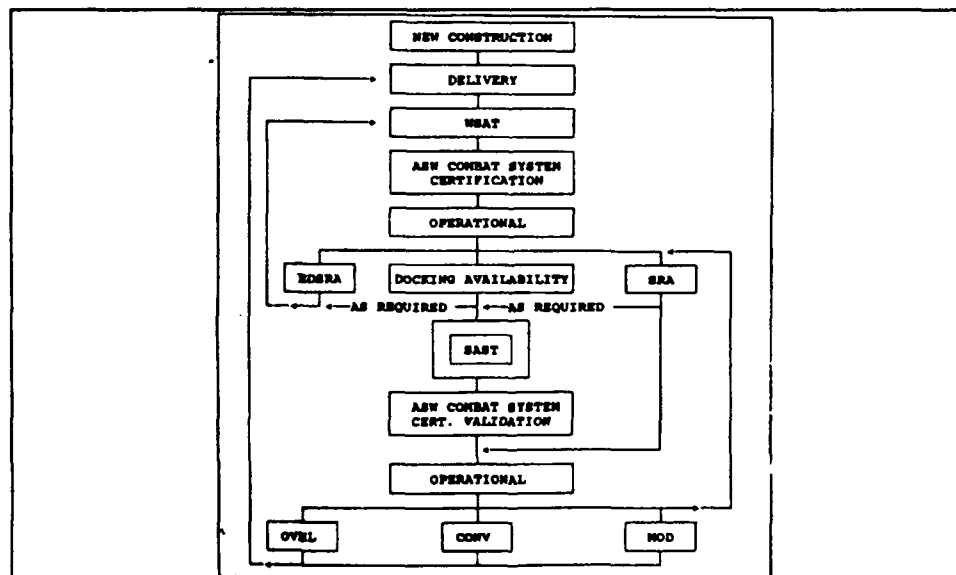 NEW CONSTRUCTION
DELIVERY
WSAT
ASW COMBAT SYSTEM
CERTIFICATION
OPERATIONAL
EDSRA
DOCKING AVAILABILITY
SRA
AS REQUIRED
AS REQUIRED
SAST
ASW COMBAT SYSTEM
CERT. VALIDATION
OPERATIONAL
OVHL
CONV
MOD